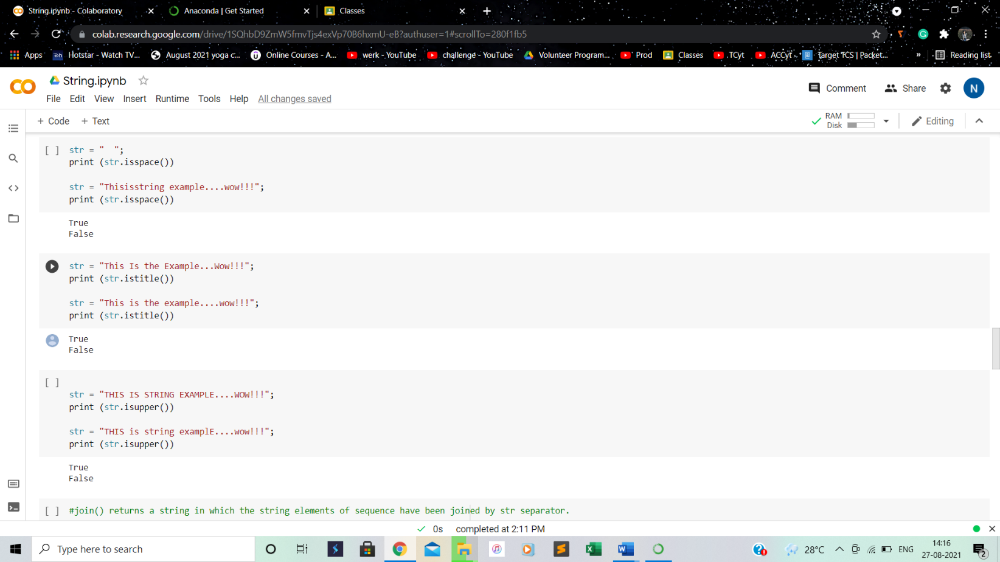 String.ipynb - Colaboratory
Anaconda | Get Started
Classes
colab.research.google.com/drive/1SQhbD9ZmW5fmvTjs4exVp70B6hxmU-eB?authuser=1#scrollTo=280f1fb5
Apps
Hotstar - Watch TV...
August 2021 yoga c...
Online Courses - A...
werk - YouTube
challenge - YouTube
Volunteer Program...
Prod
Classes
TCyt
ACCyt
Target TCS | Packet...
»
Reading list
String.ipynb
Comment
Share
N
File Edit View Insert Runtime Tools Help All changes saved
+ Code + Text
RAM
Disk
Editing
[ ] str = "  ";
print (str.isspace())
str = "Thisisstring example....wow!!!";
print (str.isspace())
True
False
str = "This Is the Example...Wow!!!";
print (str.istitle())
str = "This is the example....wow!!!";
print (str.istitle())
True
False
[ ]
str = "THIS IS STRING EXAMPLE....WOW!!!";
print (str.isupper())
str = "THIS is string examplE....wow!!!";
print (str.isupper())
True
False
[ ] #join() returns a string in which the string elements of sequence have been joined by str separator.
0s completed at 2:11 PM
Type here to search
28°C
ENG
14:16
27-08-2021
2